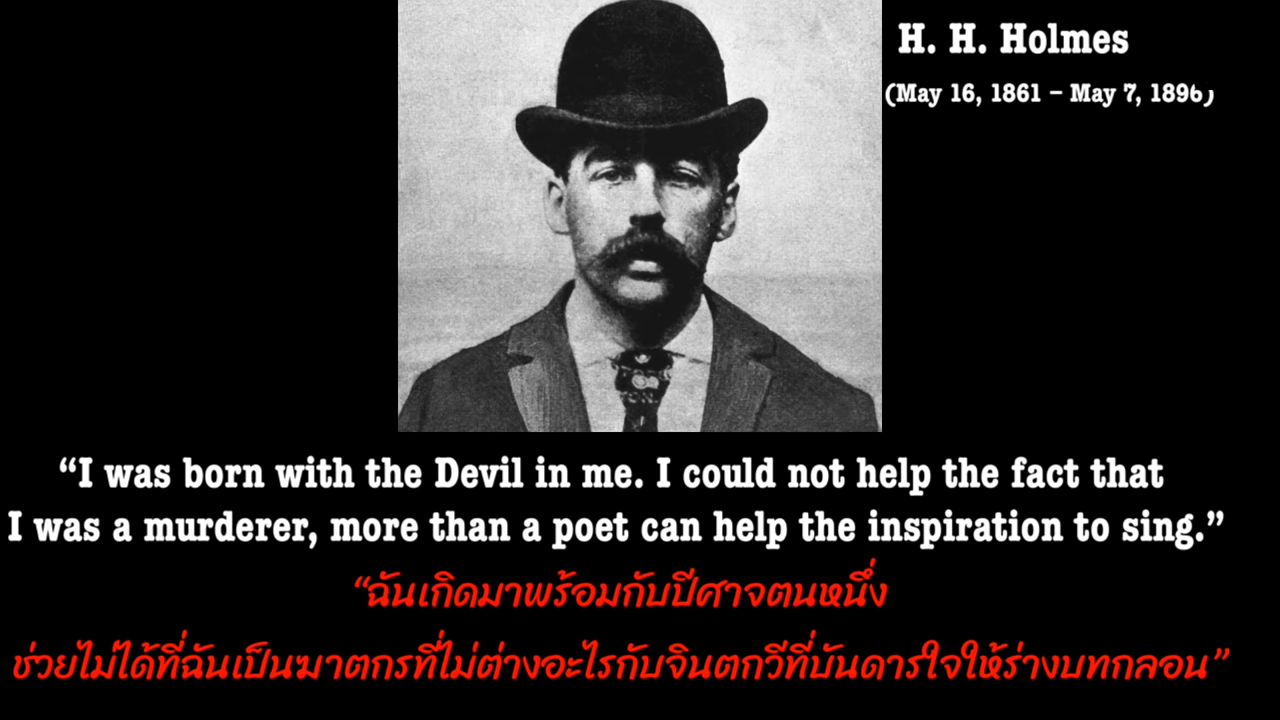 H. H. Holmes
(May 16, 1861 – May 7, 1896)
“I was born with the Devil in me. I could not help the fact that
I was a murderer, more than a poet can help the inspiration to sing.”
“ฉันเกิดมาพร้อมกับปีศาจตนหนึ่ง
ช่วยไม่ได้ที่ฉันเป็นฆาตกรที่ไม่ต่างอะไรกับจินตกวีที่บันดารใจให้ร่างบทกลอน”